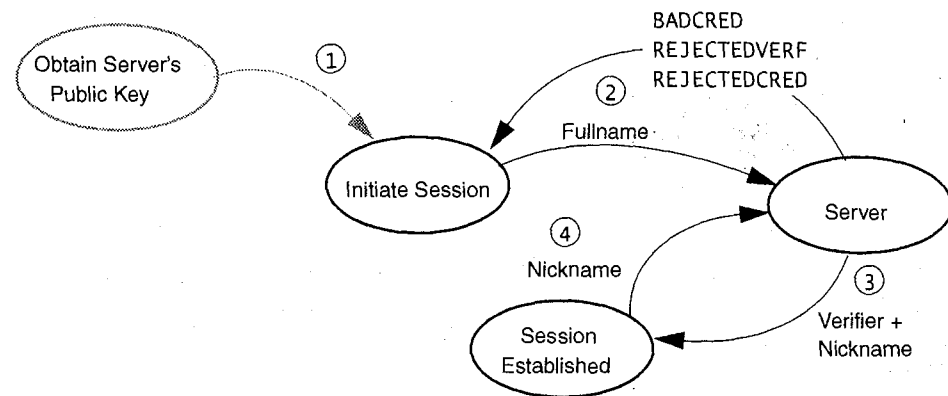 BADCRED
REJECTEDVERF
REJECTEDCRED
Obtain Server's
Public Key
1
2
Fullname
Initiate Session
Server
4
Nickname
3
Verifier +
Nickname
Session
Established